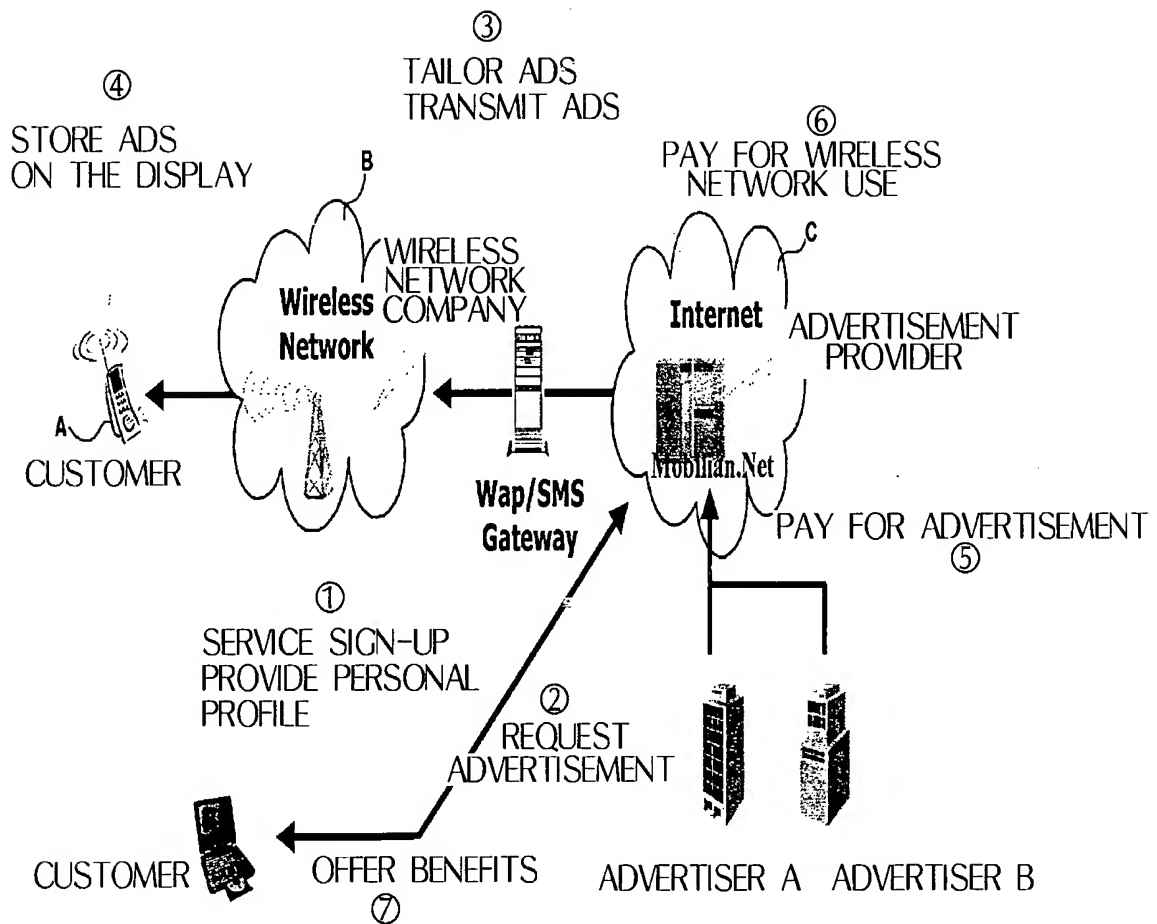 ③
TAILOR ADS
TRANSMIT ADS
④
STORE ADS
ON THE DISPLAY
⑥
PAY FOR WIRELESS
NETWORK USE
B
C
WIRELESS
NETWORK
COMPANY
Wireless
Network
Internet
ADVERTISEMENT
PROVIDER
A
CUSTOMER
Mobilian.Net
Wap/SMS
Gateway
PAY FOR ADVERTISEMENT
⑤
①
SERVICE SIGN-UP
PROVIDE PERSONAL
PROFILE
②
REQUEST
ADVERTISEMENT
CUSTOMER
OFFER BENEFITS
⑦
ADVERTISER A ADVERTISER B